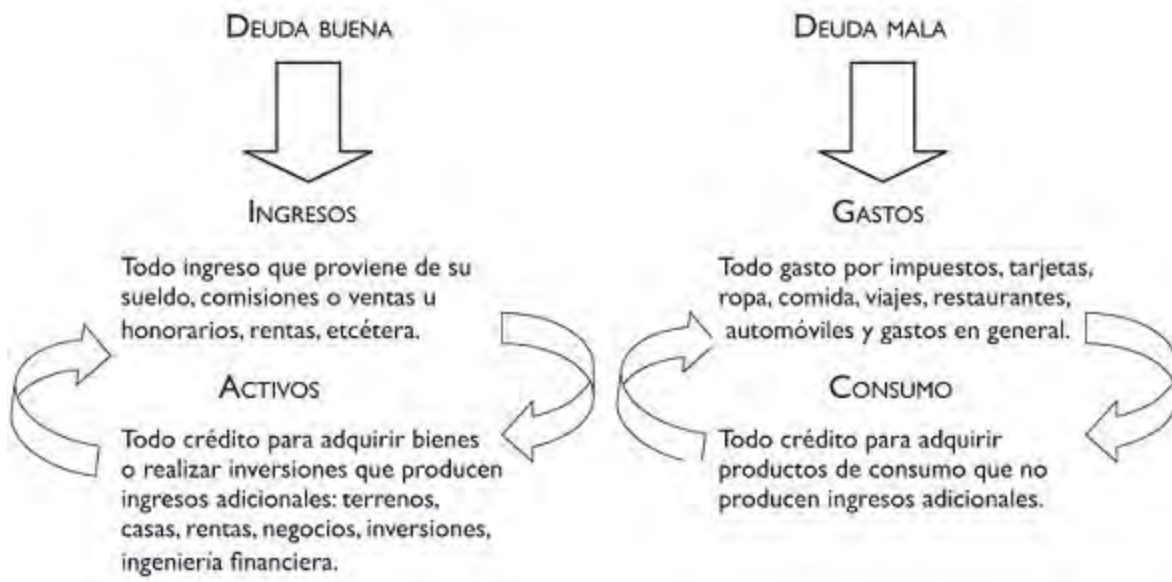 DEUDA BUENA
INGRESOS
Todo ingreso que proviene de su
sueldo, comisiones o ventas u
honorarios, rentas, etcétera.
ACTIVOS
Todo crédito para adquirir bienes
o realizar inversiones que producen
ingresos adicionales: terrenos,
casas, rentas, negocios, inversiones,
ingeniería financiera.
DEUDA MALA
GASTOS
Todo gasto por impuestos, tarjetas,
ropa, comida, viajes, restaurantes,
automóviles y gastos en general.
CONSUMO
Todo crédito para adquirir
productos de consumo que no
producen ingresos adicionales.